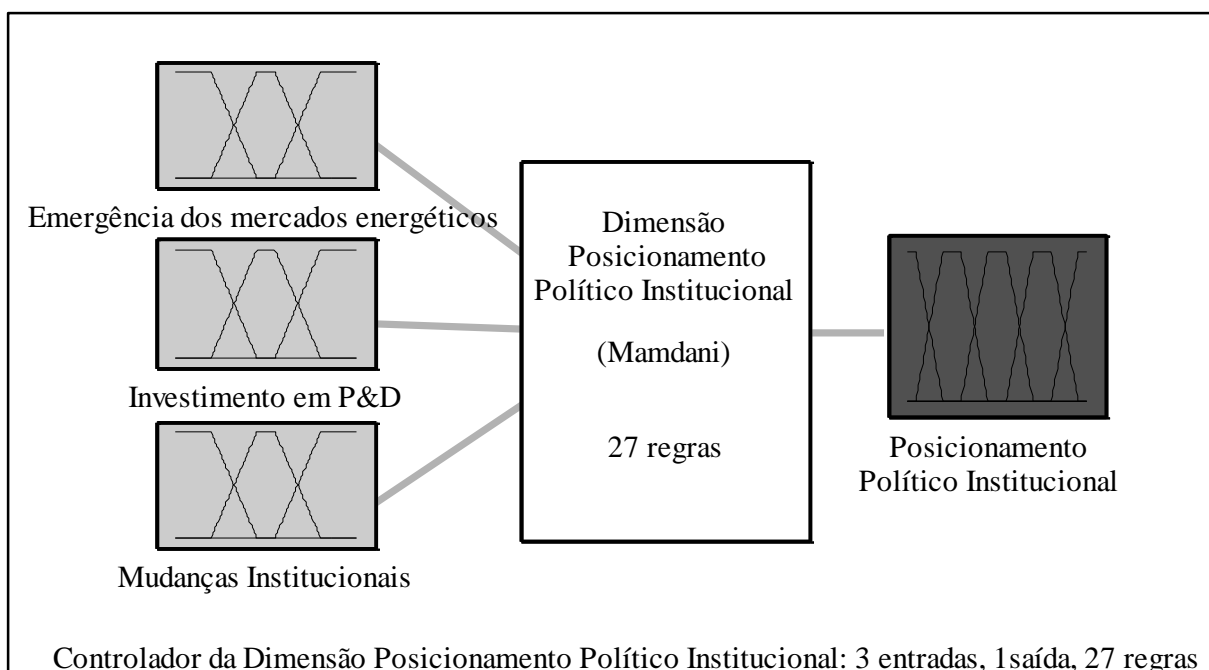 Emergência dos mercados energéticos
Investimento em P&D
Mudanças Institucionais
Dimensão
Posicionamento
Político Institucional
(Mamdani)
27 regras
Posicionamento
Político Institucional
Controlador da Dimensão Posicionamento Político Institucional: 3 entradas, 1saída, 27 regras